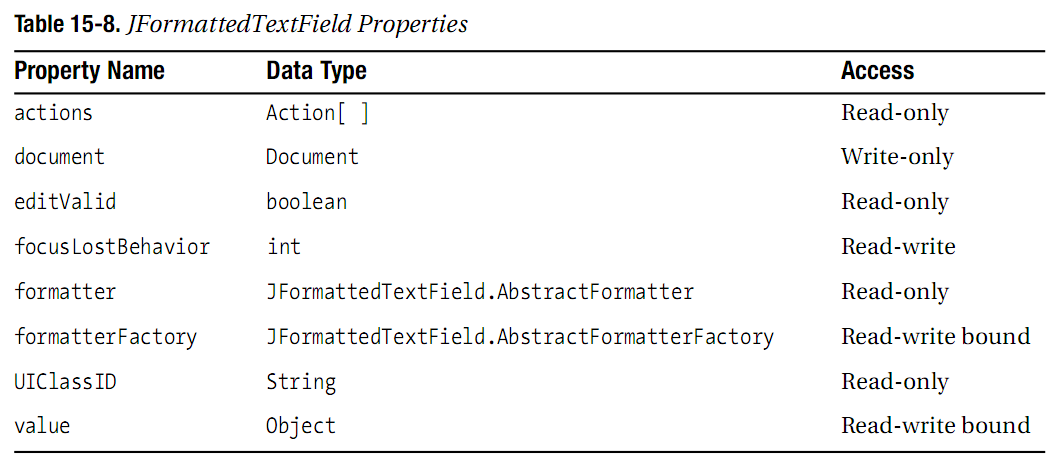 Table 15-8. JFormattedTextField Properties
Property Name Data Type Access
actions Action[ ] Read-only
document Document Write-only
editValid boolean Read-only
focusLostBehavior int Read-write
formatter JFormattedTextField.AbstractFormatter Read-only
formatterFactory JFormattedTextField.AbstractFormatterFactory Read-write bound
UIClassID String Read-only
value Object Read-write bound